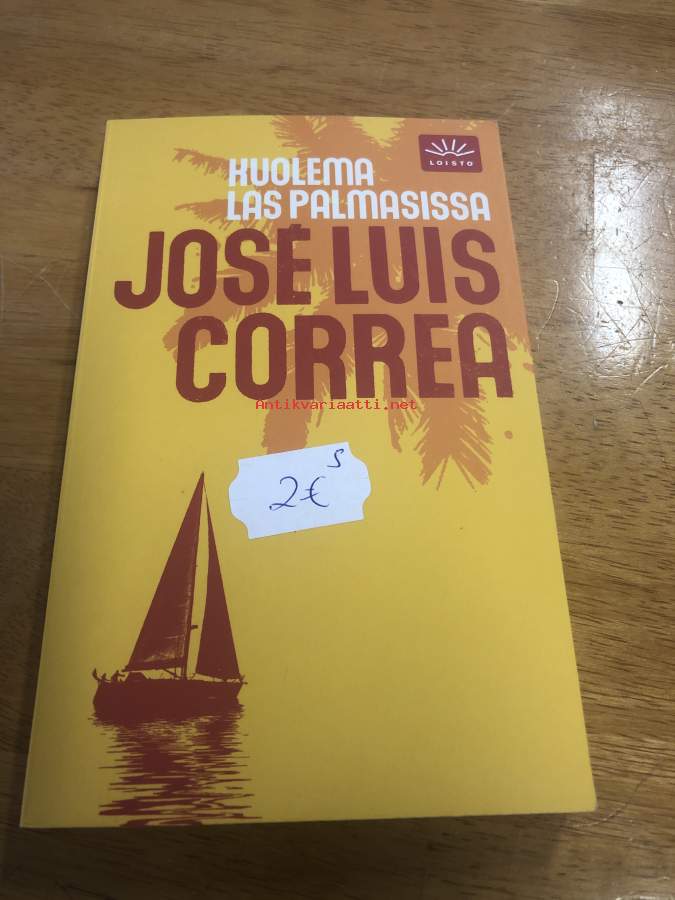 LOISTO
KUOLEMA
LAS PALMASISSA
JOSÉ LUIS
CORREA
Antikvariaatti.net
S
2€